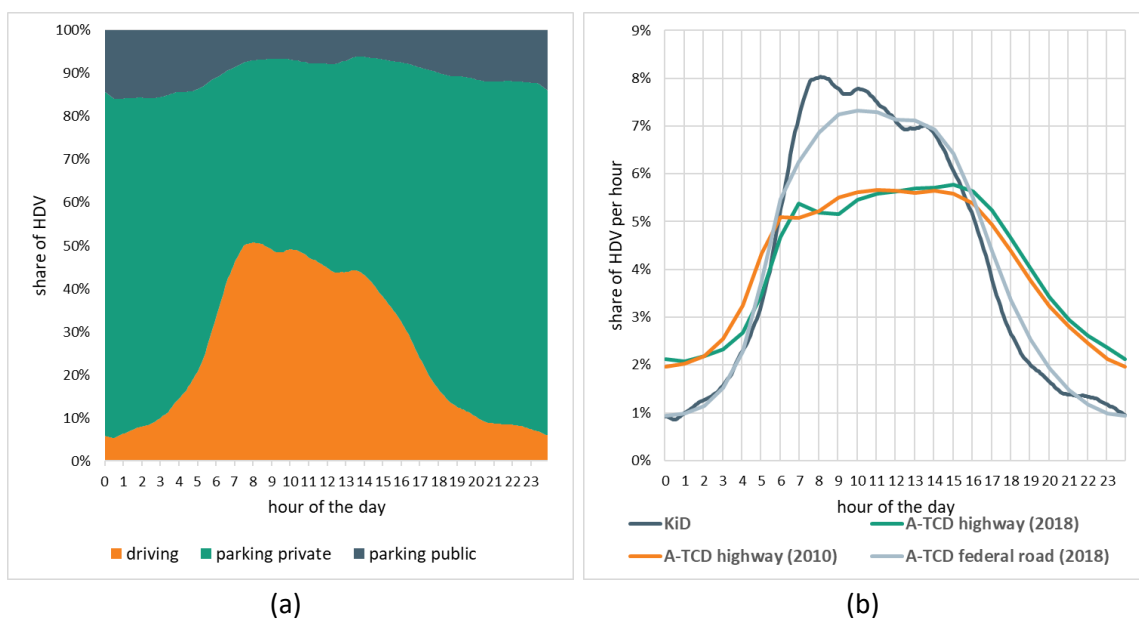 100%
90%
80%
70%
60%
50%
40%
30%
20%
10%
0%
share of HDV
0 1 2 3 4 5 6 7 8 9 10 11 12 13 14 15 16 17 18 19 20 21 22 23
hour of the day
driving parking private parking public
(a)
9%
8%
7%
6%
5%
4%
3%
2%
1%
0%
share of HDV per hour
0 1 2 3 4 5 6 7 8 9 10 11 12 13 14 15 16 17 18 19 20 21 22 23
hour of the day
KiD A-TCD highway (2018)
A-TCD highway (2010) A-TCD federal road (2018)
(b)